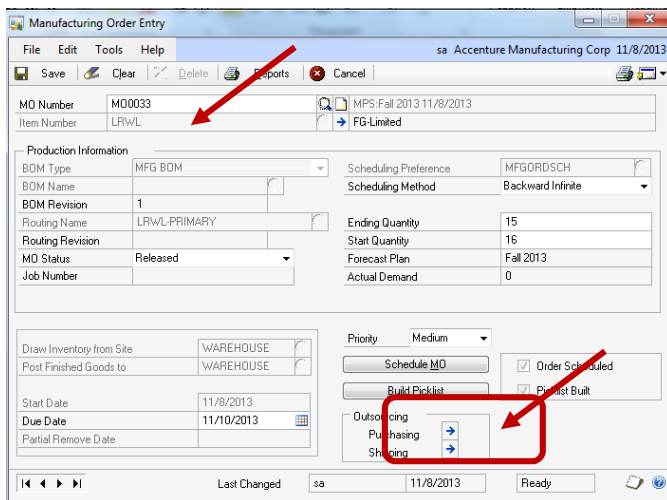 Manufacturing Order Entry
File Edit Tools Help sa Accenture Manufacturing Corp 11/8/2013
Save Clear Delete Reports Cancel
MO Number MO0033 MPS:Fall 2013 11/8/2013
Item Number LRWL FG-Limited
Production Information
BOM Type MFG BOM Scheduling Preference MFGORDSCH
BOM Name Scheduling Method Backward Infinite
BOM Revision 1
Routing Name LRWL-PRIMARY Ending Quantity 15
Routing Revision Start Quantity 16
MO Status Released Forecast Plan Fall 2013
Job Number Actual Demand 0
Priority Medium
Draw Inventory from Site WAREHOUSE Schedule MO Order Scheduled
Post Finished Goods to WAREHOUSE
Build Picklist Picklist Built
Start Date 11/8/2013
Due Date 11/10/2013 Outsourcing
Partial Remove Date Purchasing
Shipping
Last Changed sa 11/8/2013 Ready